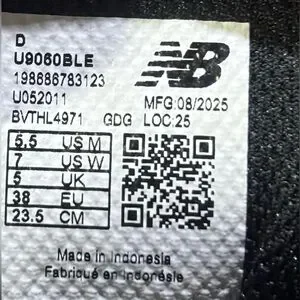 D
U9060BLE
NB
198686783123
U052011 MFG:08/2025
BVTHL4971 GDG LOC:25
5.5 US M
7 US W
5 UK
38 EU
23.5 CM
Made in Indonesia
Fabriqué en Indonésie